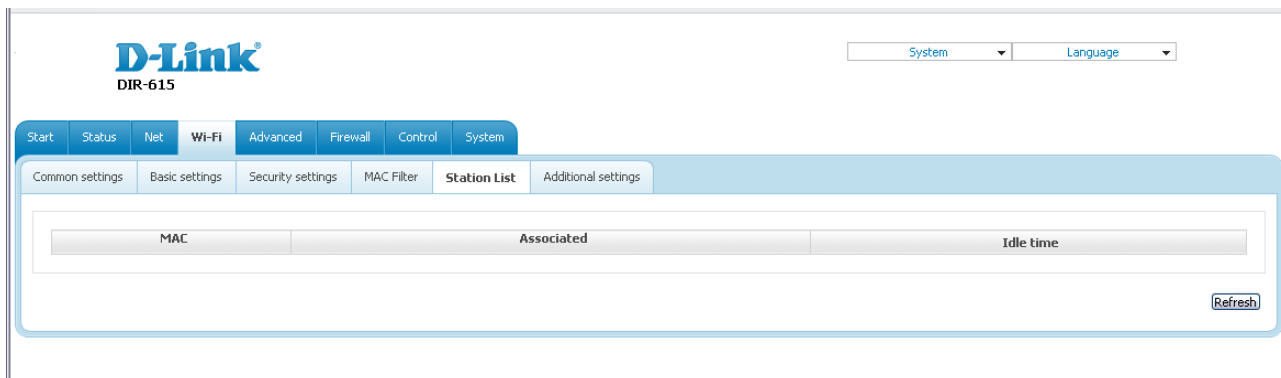 D-Link
DIR-615
System Language
Start Status Net Wi-Fi Advanced Firewall Control System
Common settings Basic settings Security settings MAC Filter Station List Additional settings
MAC Associated Idle time
Refresh